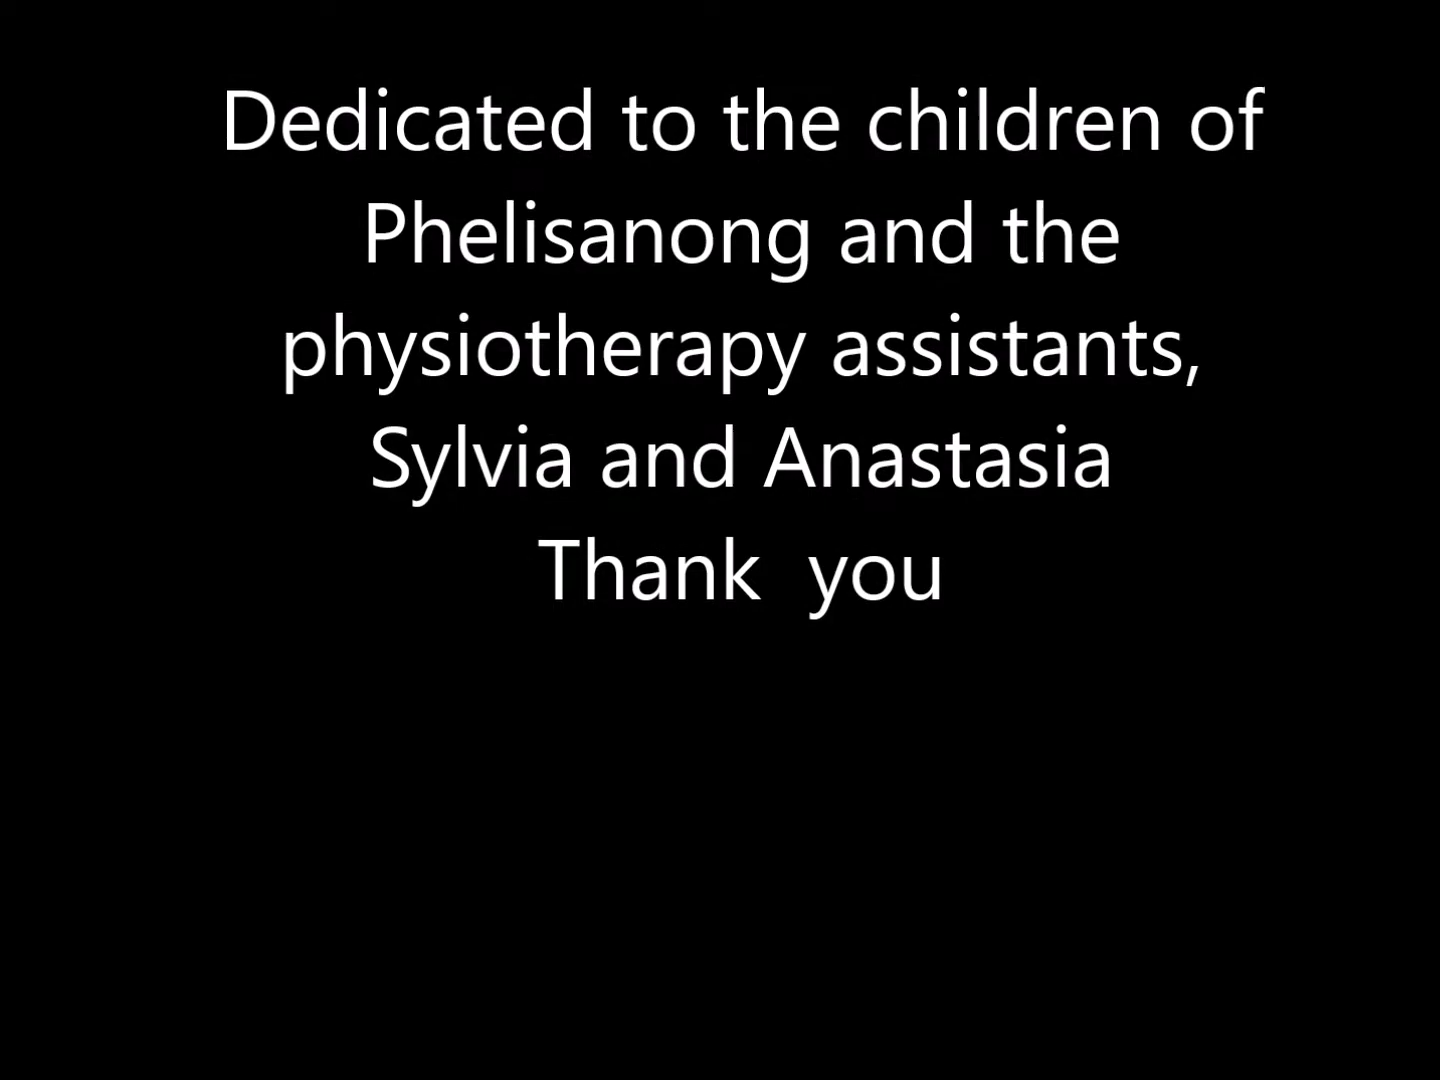 Dedicated to the children of
Phelisanong and the
physiotherapy assistants,
Sylvia and Anastasia
Thank  you